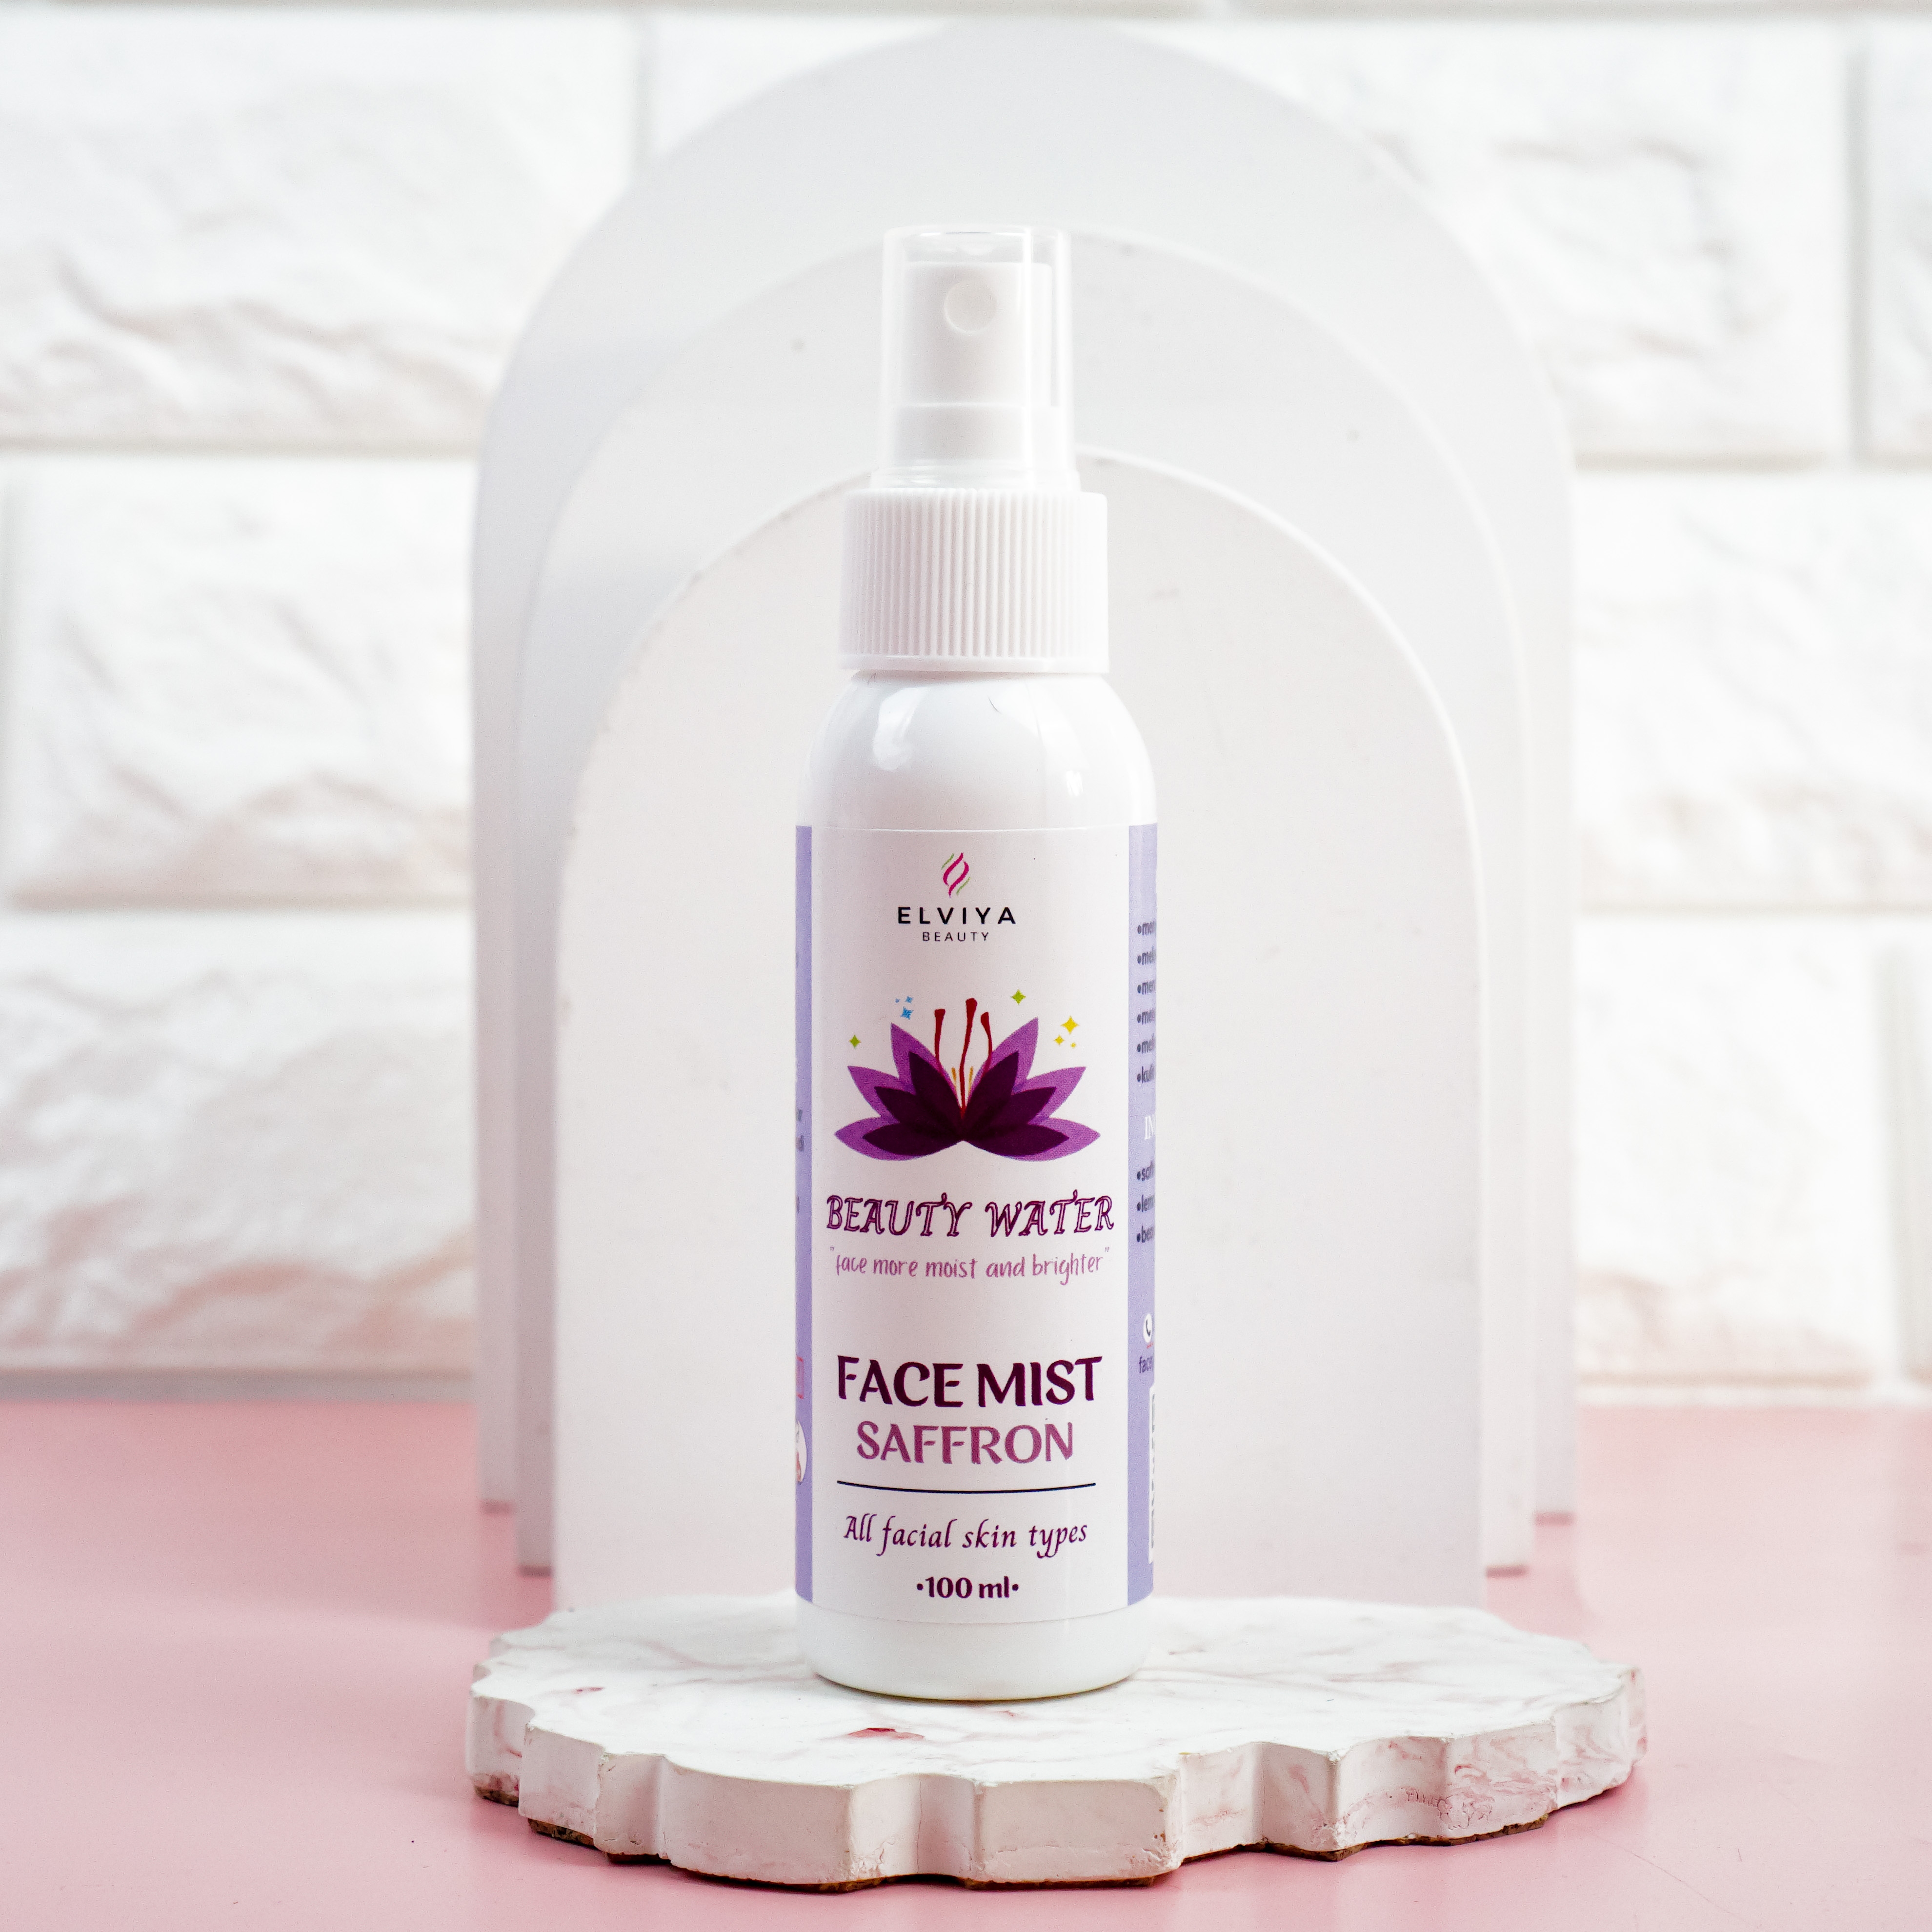 ELVIYA
BEAUTY
BEAUTY WATER
"face more moist and brighter"
FACE MIST
SAFFRON
All facial skin types
•100 ml•